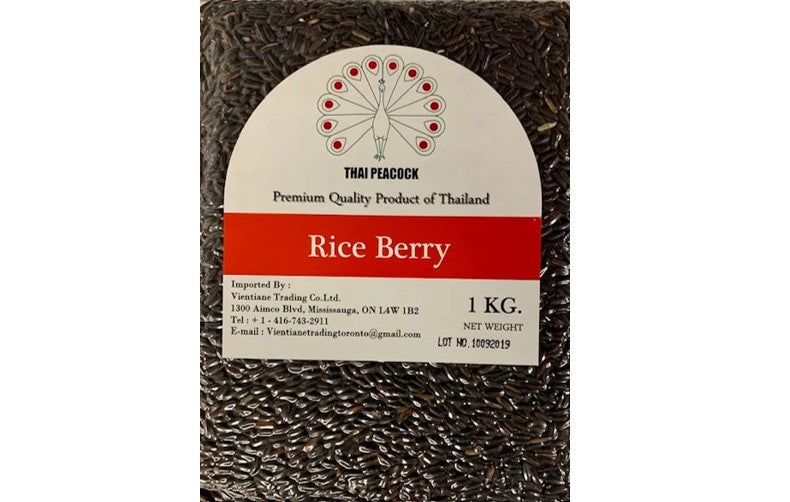 THAI PEACOCK
Premium Quality Product of Thailand
Rice Berry
Imported By :
Vientiane Trading Co.Ltd.
1300 Aimco Blvd, Mississauga, ON L4W 1B2
Tel : + 1 - 416-743-2911
E-mail : Vientianetradingtoronto@gmail.com
1 KG.
NET WEIGHT
LOT NO.10092019